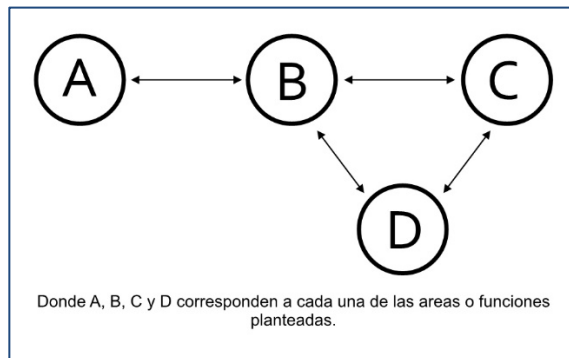 A B C
D
Donde A, B, C y D corresponden a cada una de las areas o funciones
planteadas.